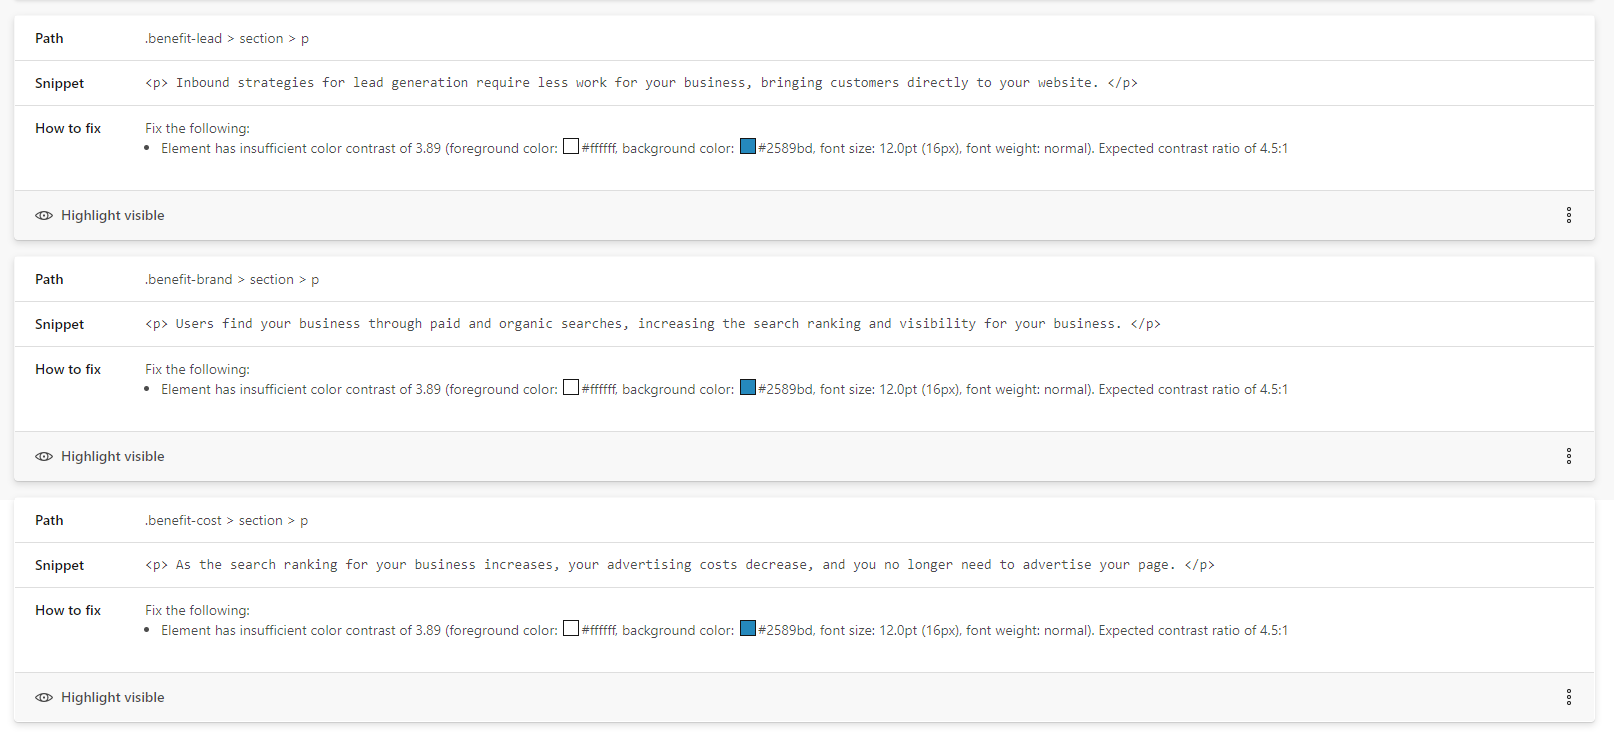 Path .benefit-lead > section > p
Snippet <p> Inbound strategies for lead generation require less work for your business, bringing customers directly to your website. </p>
How to fix Fix the following:
• Element has insufficient color contrast of 3.89 (foreground color: #ffffff, background color: #2589bd, font size: 12.0pt (16px), font weight: normal). Expected contrast ratio of 4.5:1
Highlight visible
Path .benefit-brand > section > p
Snippet <p> Users find your business through paid and organic searches, increasing the search ranking and visibility for your business. </p>
How to fix Fix the following:
• Element has insufficient color contrast of 3.89 (foreground color: #ffffff, background color: #2589bd, font size: 12.0pt (16px), font weight: normal). Expected contrast ratio of 4.5:1
Highlight visible
Path .benefit-cost > section > p
Snippet <p> As the search ranking for your business increases, your advertising costs decrease, and you no longer need to advertise your page. </p>
How to fix Fix the following:
• Element has insufficient color contrast of 3.89 (foreground color: #ffffff, background color: #2589bd, font size: 12.0pt (16px), font weight: normal). Expected contrast ratio of 4.5:1
Highlight visible